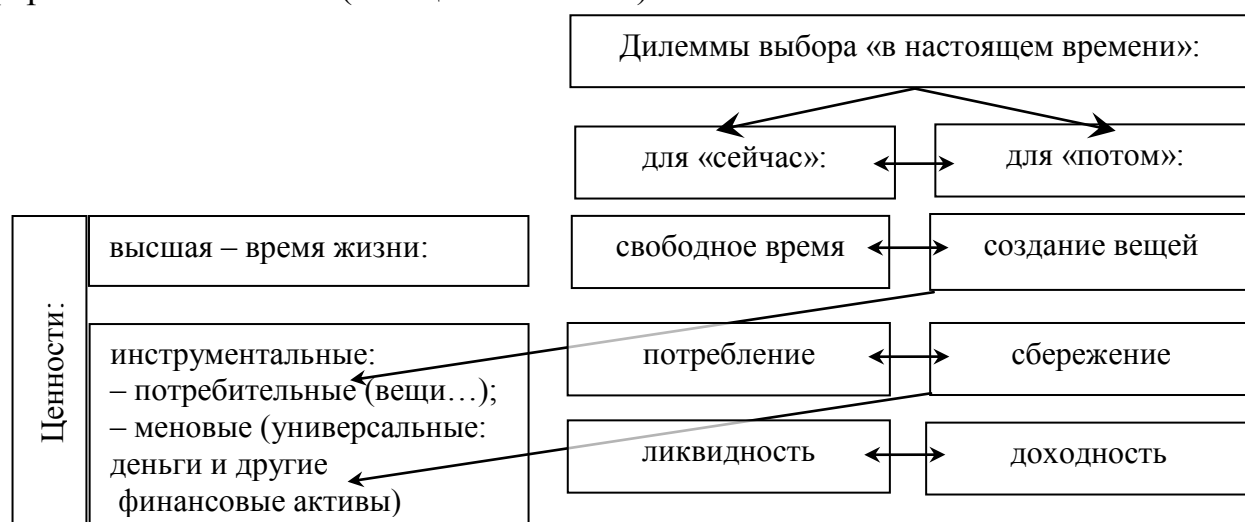 Дилеммы выбора «в настоящем времени»:
для «сейчас»:
для «потом»:
Ценности:
высшая – время жизни:
свободное время
создание вещей
инструментальные:
– потребительные (вещи…);
– меновые (универсальные:
деньги и другие
финансовые активы)
потребление
сбережение
ликвидность
доходность